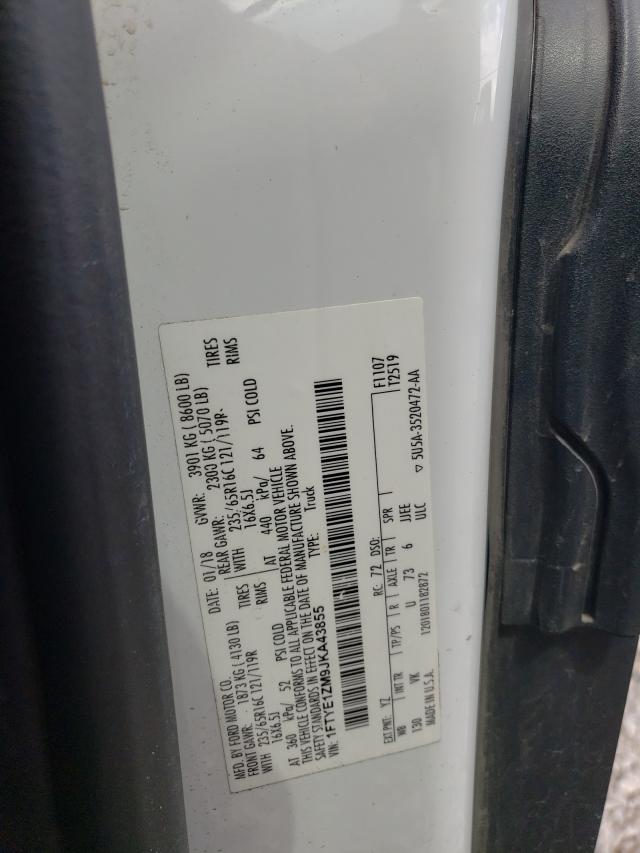 MFD. BY FORD MOTOR CO.
DATE: 01/18 GVWR: 3901 KG ( 8600 LB)
FRONT GAWR: 1873 KG ( 4130 LB) REAR GAWR: 2300 KG ( 5070 LB)
WITH 235/65R16C 121/119R TIRES WITH 235/65R16C 121/119R- TIRES
16X6.5J RIMS 16X6.5J RIMS
AT 360 kPa/ 52 PSI COLD AT 440 kPa/ 64 PSI COLD
THIS VEHICLE CONFORMS TO ALL APPLICABLE FEDERAL MOTOR VEHICLE
SAFETY STANDARDS IN EFFECT ON THE DATE OF MANUFACTURE SHOWN ABOVE.
VIN: 1FTYE1ZM9JKA43855 TYPE: Truck
F1107
T2519
EXT PNT: YZ RC: 72 DSO:
WB INT TR TP/PS R AXLE TR SPR
130 VK U 73 6 JJEE
ULC
MADE IN U.S.A. 1201801182872
▽ 5U5A-3520472-AA